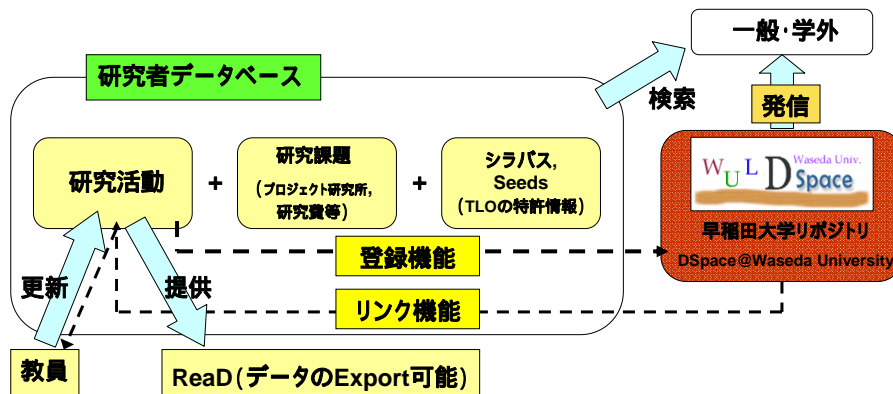 一般・学外
研究者データベース
検索
発信
研究活動
+
研究課題
(プロジェクト研究所,
研究費等)
+
シラバス,
Seeds
(TLOの特許情報)
W U L D Space
Waseda Univ.
早稲田大学リポジトリ
DSpace@Waseda University
登録機能
更新
提供
リンク機能
教員
ReaD(データのExport可能)